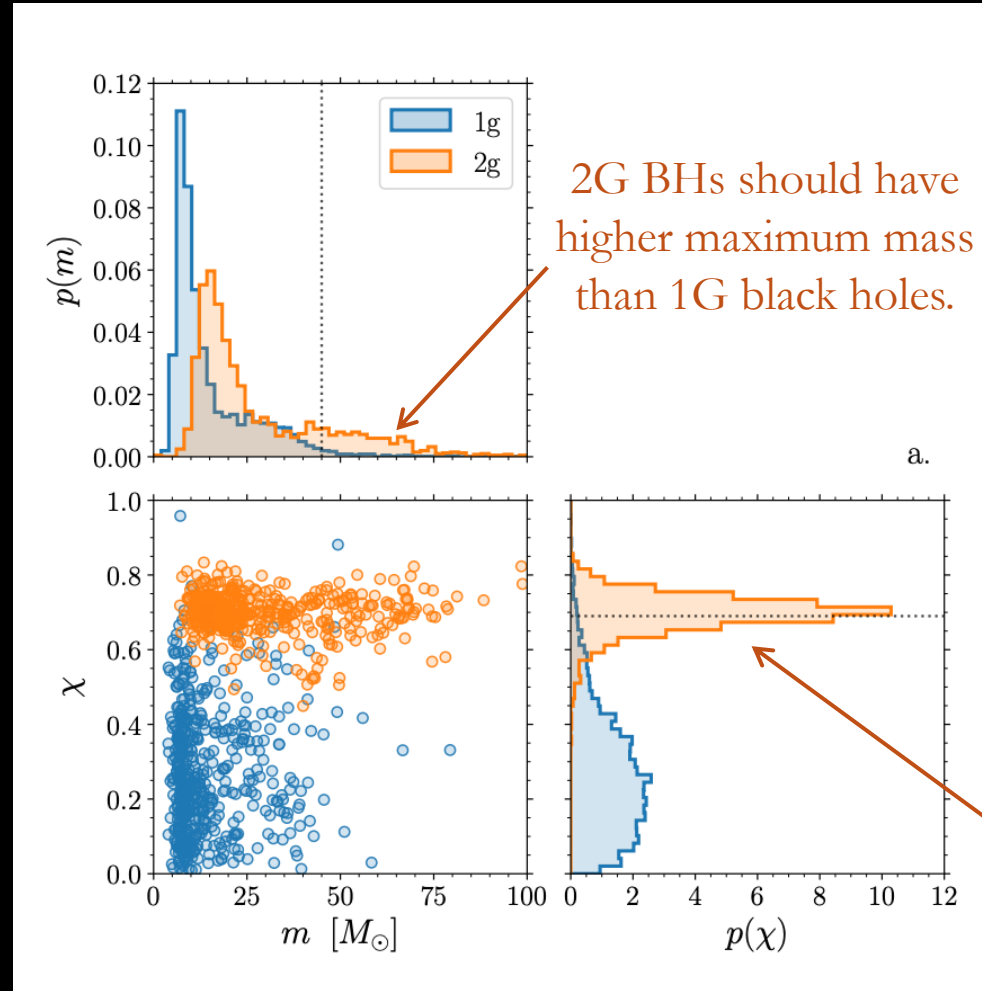 0.12
0.10
0.08
0.06
0.04
0.02
0.00
p(m)
1g
2g
2G BHs should have
higher maximum mass
than 1G black holes.
a.
1.0
0.8
0.6
0.4
0.2
0.0
χ
0 25 50 75 100
m [M☉]
0 2 4 6 8 10 12
p(χ)